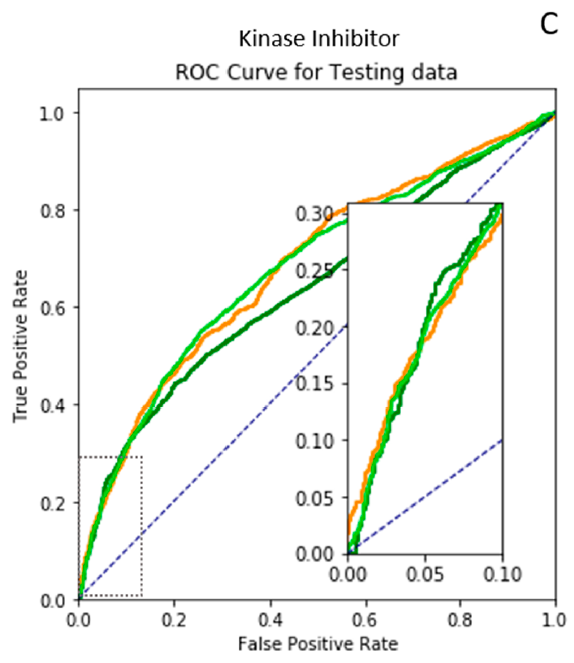 C
Kinase Inhibitor
ROC Curve for Testing data
True Positive Rate
1.0
0.8
0.6
0.4
0.2
0.0
0.0 0.2 0.4 0.6 0.8 1.0
False Positive Rate
0.30
0.25
0.20
0.15
0.10
0.05
0.00
0.00 0.05 0.10